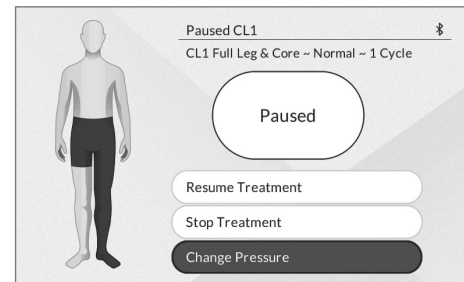 Paused CL1
CL1 Full Leg & Core ~ Normal ~ 1 Cycle
Paused
Resume Treatment
Stop Treatment
Change Pressure